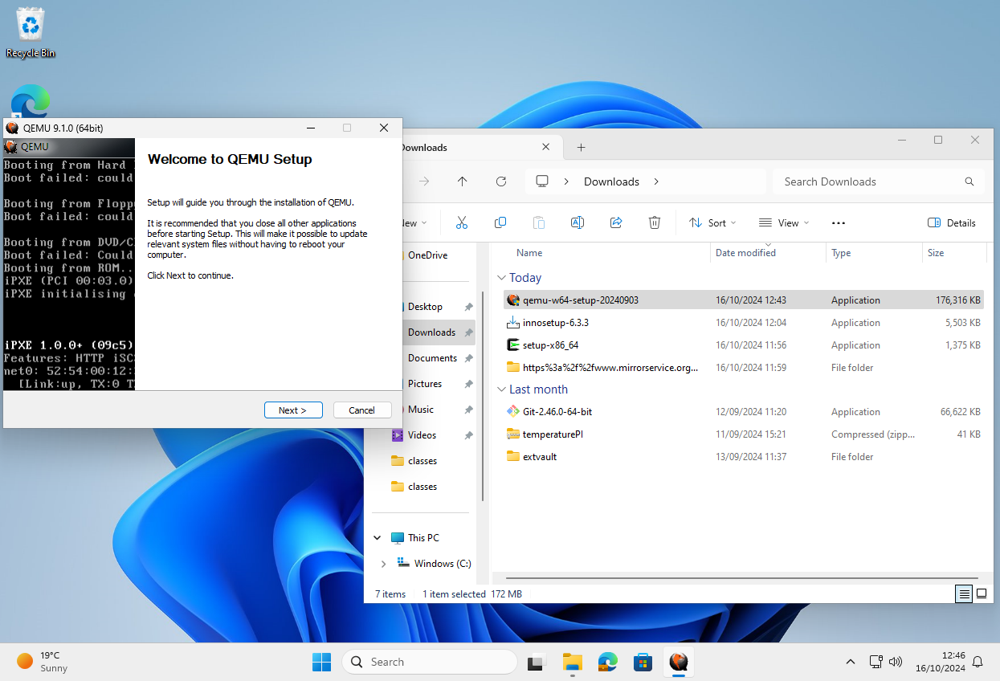 Recycle Bin
QEMU 9.1.0 (64bit)
QEMU
Booting from Hard
Boot failed: could
Booting from Flopp
Boot failed: could
Booting from DVD/C
Boot failed: Could
Booting from ROM..
iPXE (PCI 00:03.0)
iPXE initialising
iPXE 1.0.0+ (09c5)
Features: HTTP iSC
net0: 52:54:00:12:
[Link:up, TX:0 T
Welcome to QEMU Setup
Setup will guide you through the installation of QEMU.
It is recommended that you close all other applications
before starting Setup. This will make it possible to update
relevant system files without having to reboot your
computer.
Click Next to continue.
Next >
Cancel
Downloads
Downloads
Search Downloads
New
Sort
View
Details
OneDrive
Desktop
Downloads
Documents
Pictures
Music
Videos
classes
classes
This PC
Windows (C:)
Name Date modified Type Size
Today
qemu-w64-setup-20240903 16/10/2024 12:43 Application 176,316 KB
innosetup-6.3.3 16/10/2024 12:04 Application 5,503 KB
setup-x86_64 16/10/2024 11:56 Application 1,375 KB
https%3a%2f%2fwww.mirrorservice.org... 16/10/2024 11:59 File folder
Last month
Git-2.46.0-64-bit 12/09/2024 11:20 Application 66,622 KB
temperaturePI 11/09/2024 15:21 Compressed (zipp... 41 KB
extvault 13/09/2024 11:37 File folder
7 items 1 item selected 172 MB
19°C
Sunny
Search
12:46
16/10/2024